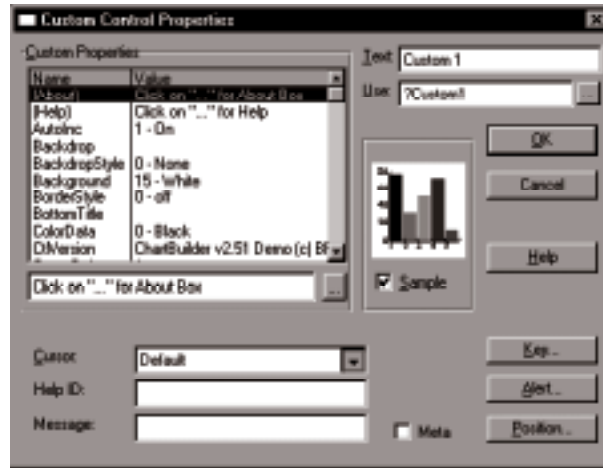 Custom Control Properties
Custom Properties
Name Value
(About) Click on "..." for About Box
(Help) Click on "..." for Help
AutoInc 1 - On
Backdrop
BackdropStyle 0 - None
Background 15 - White
BorderStyle 0 - off
BottomTitle
ColorData 0 - Black
CtlVersion ChartBuilder v2.51 Demo (c)
Click on "..." for About Box
...
Text: Custom 1
Use: ?Custom1
...
OK
Cancel
Help
Sample
Cursor: Default
Help ID:
Message:
Meta
Key...
Alert...
Position...